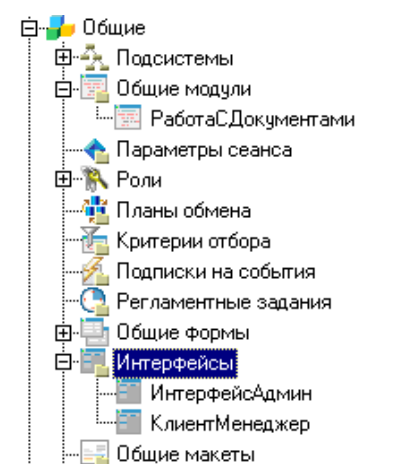 Общие
Подсистемы
Общие модули
РаботаСДокументами
Параметры сеанса
Роли
Планы обмена
Критерии отбора
Подписки на события
Регламентные задания
Общие формы
Интерфейсы
ИнтерфейсАдмин
КлиентМенеджер
Общие макеты